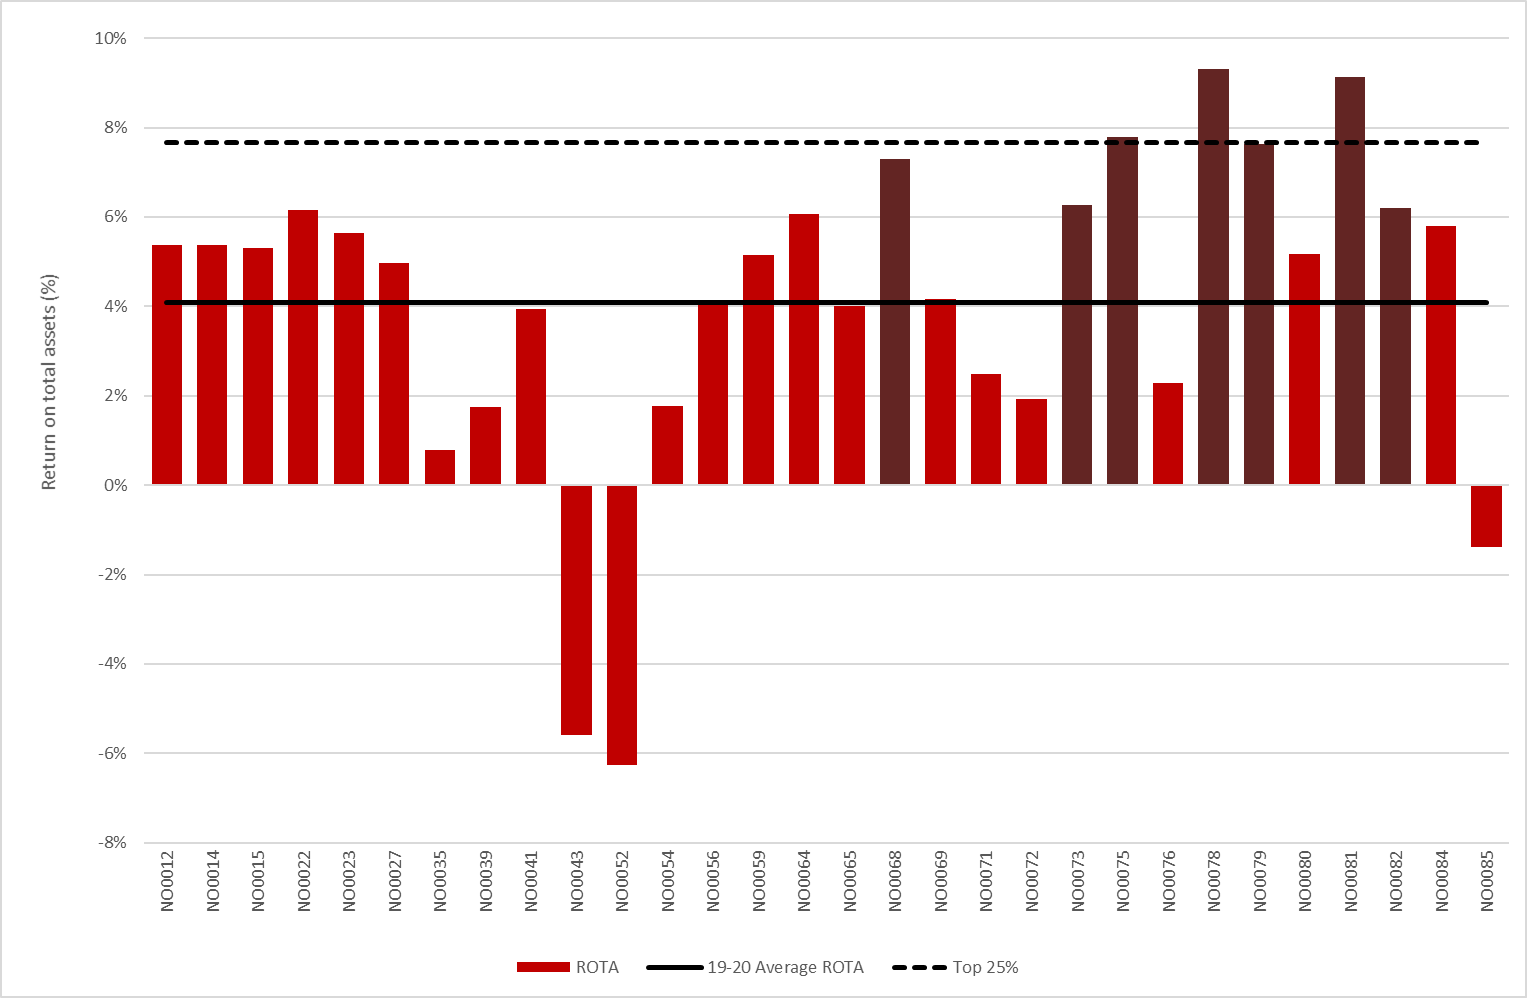 10%
8%
6%
4%
2%
0%
-2%
-4%
-6%
-8%
Return on total assets (%)
NO0012
NO0014
NO0015
NO0022
NO0023
NO0027
NO0035
NO0039
NO0041
NO0043
NO0052
NO0054
NO0056
NO0059
NO0064
NO0065
NO0068
NO0069
NO0071
NO0072
NO0073
NO0075
NO0076
NO0078
NO0079
NO0080
NO0081
NO0082
NO0084
NO0085
ROTA
19-20 Average ROTA
Top 25%